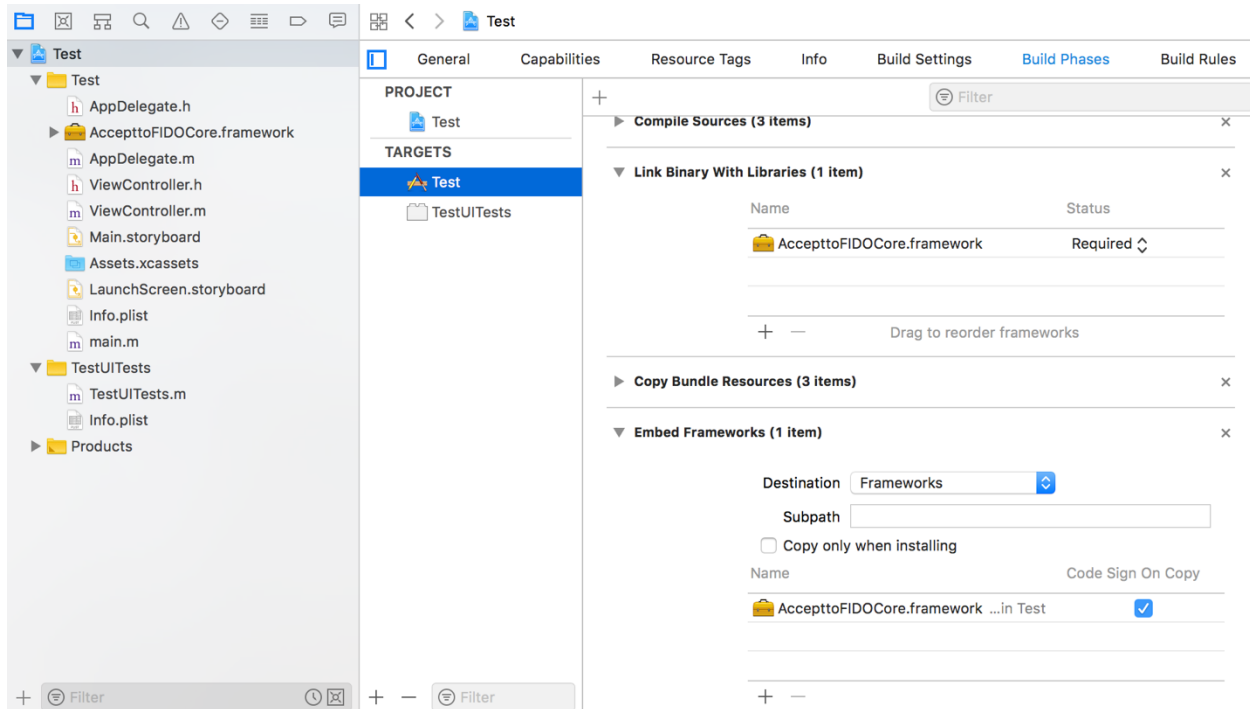 Test
Test
Test
AppDelegate.h
AccepttoFIDOCore.framework
AppDelegate.m
ViewController.h
ViewController.m
Main.storyboard
Assets.xcassets
LaunchScreen.storyboard
Info.plist
main.m
TestUITests
TestUITests.m
Info.plist
Products
Filter
General Capabilities Resource Tags Info Build Settings Build Phases Build Rules
PROJECT
Test
TARGETS
Test
TestUITests
Filter
Filter
Compile Sources (3 items)
Link Binary With Libraries (1 item)
Name Status
AccepttoFIDOCore.framework Required
Drag to reorder frameworks
Copy Bundle Resources (3 items)
Embed Frameworks (1 item)
Destination Frameworks
Subpath
Copy only when installing
Name Code Sign On Copy
AccepttoFIDOCore.framework ...in Test